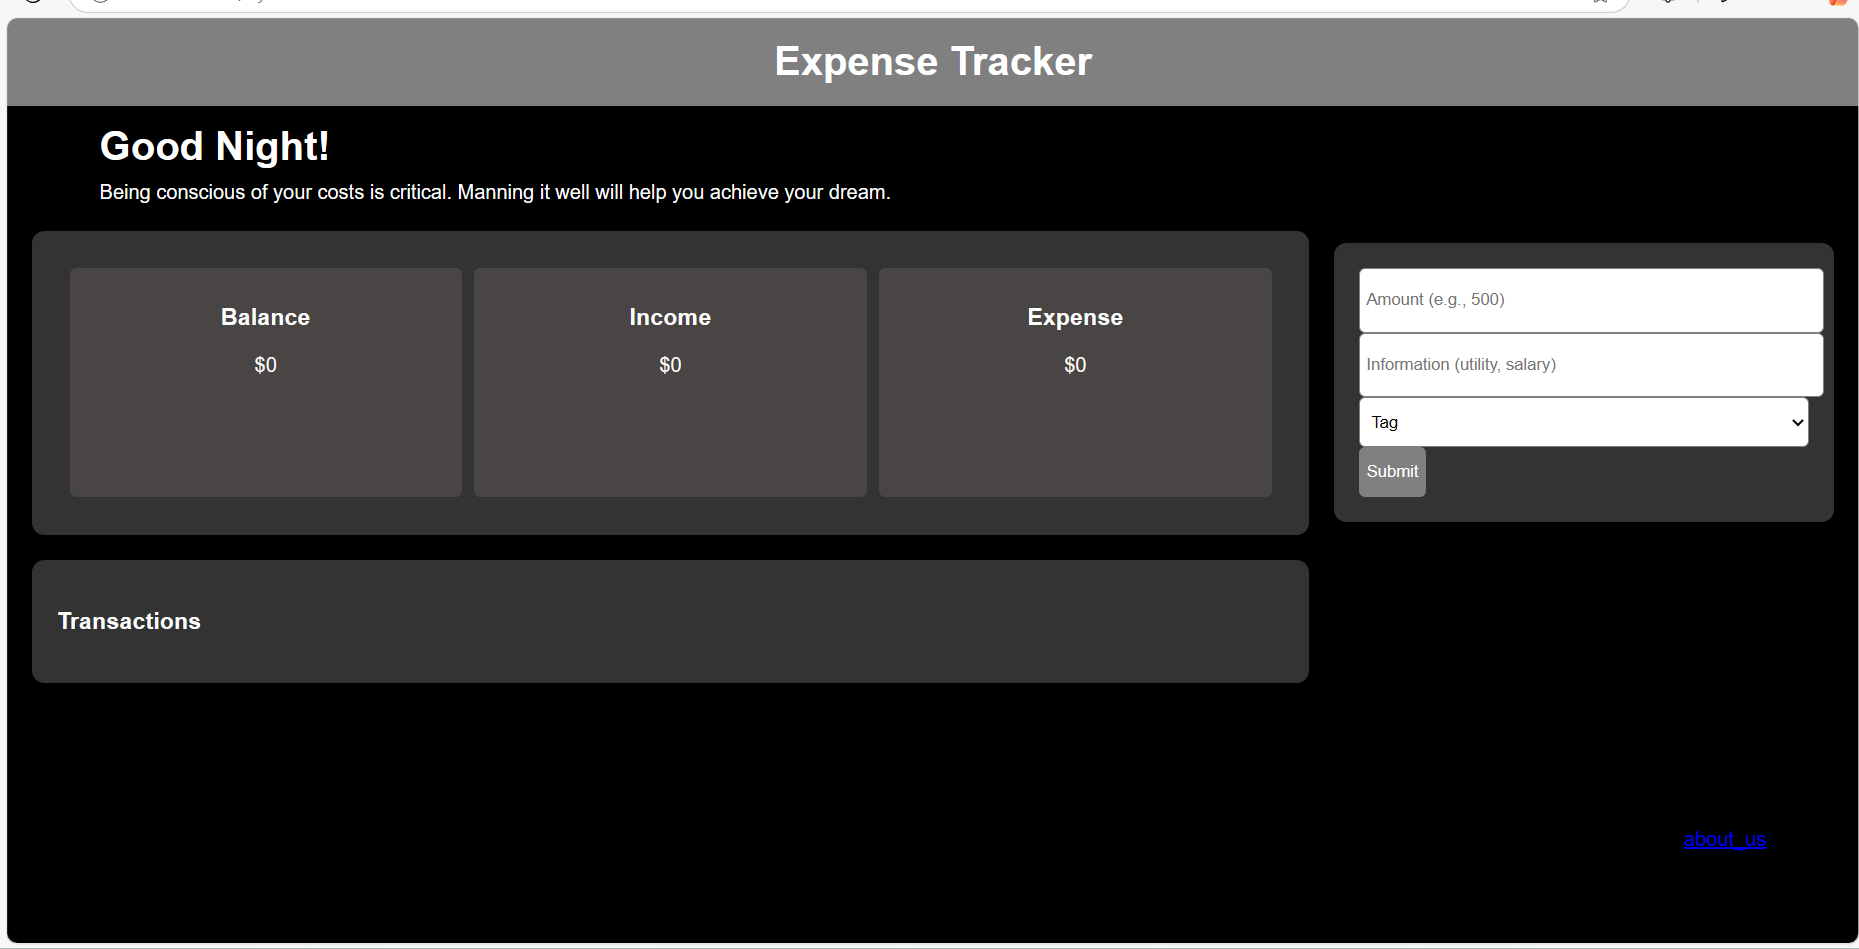 Expense Tracker
Good Night!
Being conscious of your costs is critical. Manning it well will help you achieve your dream.
Balance
$0
Income
$0
Expense
$0
Amount (e.g., 500)
Information (utility, salary)
Tag
Submit
Transactions
about_us